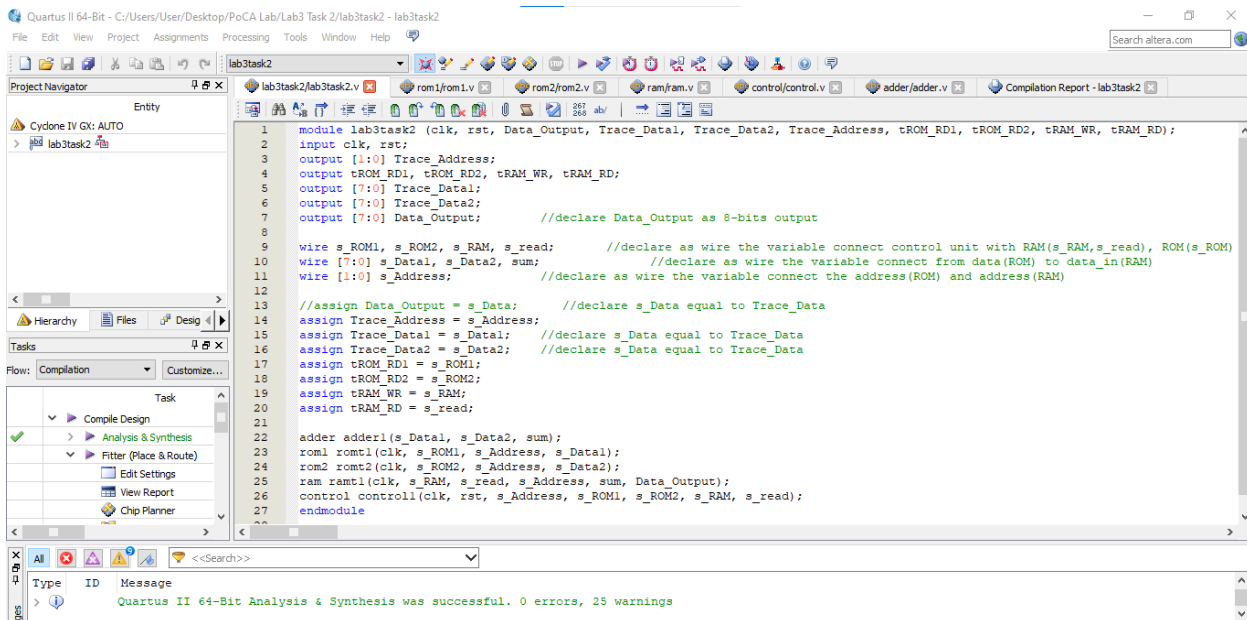 Quartus II 64-Bit - C:/Users/User/Desktop/PoCA Lab/Lab3 Task 2/lab3task2 - lab3task2
File Edit View Project Assignments Processing Tools Window Help
Search altera.com
lab3task2
Project Navigator
lab3task2/lab3task2.v rom1/rom1.v rom2/rom2.v ram/ram.v control/control.v adder/adder.v Compilation Report - lab3task2
Entity
267 268 ab/
Cyclone IV GX: AUTO
lab3task2
1 module lab3task2 (clk, rst, Data_Output, Trace_Data1, Trace_Data2, Trace_Address, tROM_RD1, tROM_RD2, tRAM_WR, tRAM_RD);
2 input clk, rst;
3 output [1:0] Trace_Address;
4 output tROM_RD1, tROM_RD2, tRAM_WR, tRAM_RD;
5 output [7:0] Trace_Data1;
6 output [7:0] Trace_Data2;
7 output [7:0] Data_Output; //declare Data_Output as 8-bits output
8
9 wire s_ROM1, s_ROM2, s_RAM, s_read; //declare as wire the variable connect control unit with RAM(s_RAM,s_read), ROM(s_ROM)
10 wire [7:0] s_Data1, s_Data2, sum; //declare as wire the variable connect from data(ROM) to data_in(RAM)
11 wire [1:0] s_Address; //declare as wire the variable connect the address(ROM) and address(RAM)
12
13 //assign Data_Output = s_Data; //declare s_Data equal to Trace_Data
14 assign Trace_Address = s_Address;
15 assign Trace_Data1 = s_Data1; //declare s_Data equal to Trace_Data
16 assign Trace_Data2 = s_Data2; //declare s_Data equal to Trace_Data
17 assign tROM_RD1 = s_ROM1;
18 assign tROM_RD2 = s_ROM2;
19 assign tRAM_WR = s_RAM;
20 assign tRAM_RD = s_read;
21
22 adder adder1(s_Data1, s_Data2, sum);
23 rom1 romt1(clk, s_ROM1, s_Address, s_Data1);
24 rom2 romt2(clk, s_ROM2, s_Address, s_Data2);
25 ram ramt1(clk, s_RAM, s_read, s_Address, sum, Data_Output);
26 control control1(clk, rst, s_Address, s_ROM1, s_ROM2, s_RAM, s_read);
27 endmodule
Hierarchy Files Desig
Tasks
Flow: Compilation Customize...
Task
Compile Design
Analysis & Synthesis
Fitter (Place & Route)
Edit Settings
View Report
Chip Planner
All 9 <<Search>>
Type ID Message
Quartus II 64-Bit Analysis & Synthesis was successful. 0 errors, 25 warnings